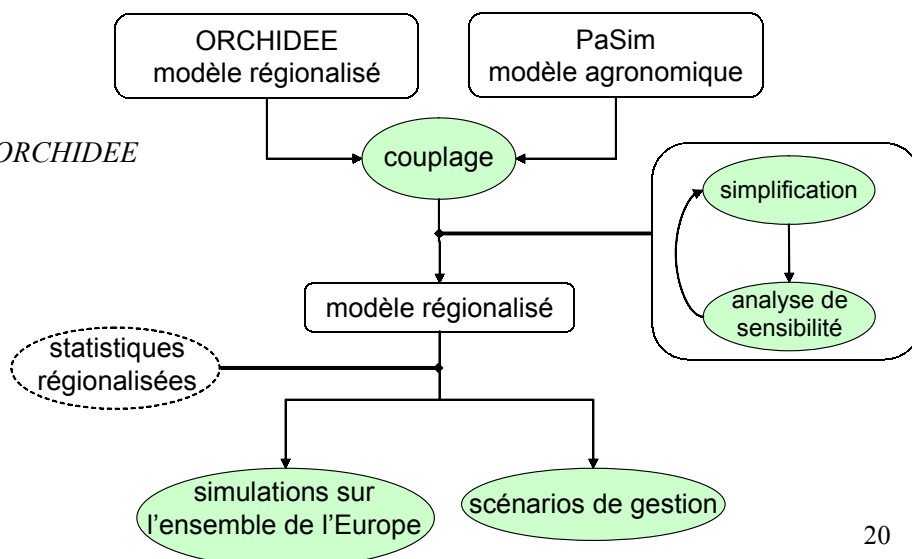 ORCHIDEE
modèle régionalisé
PaSim
modèle agronomique
ORCHIDEE
couplage
simplification
analyse de
sensibilité
modèle régionalisé
statistiques
régionalisées
simulations sur
l'ensemble de l'Europe
scénarios de gestion
20